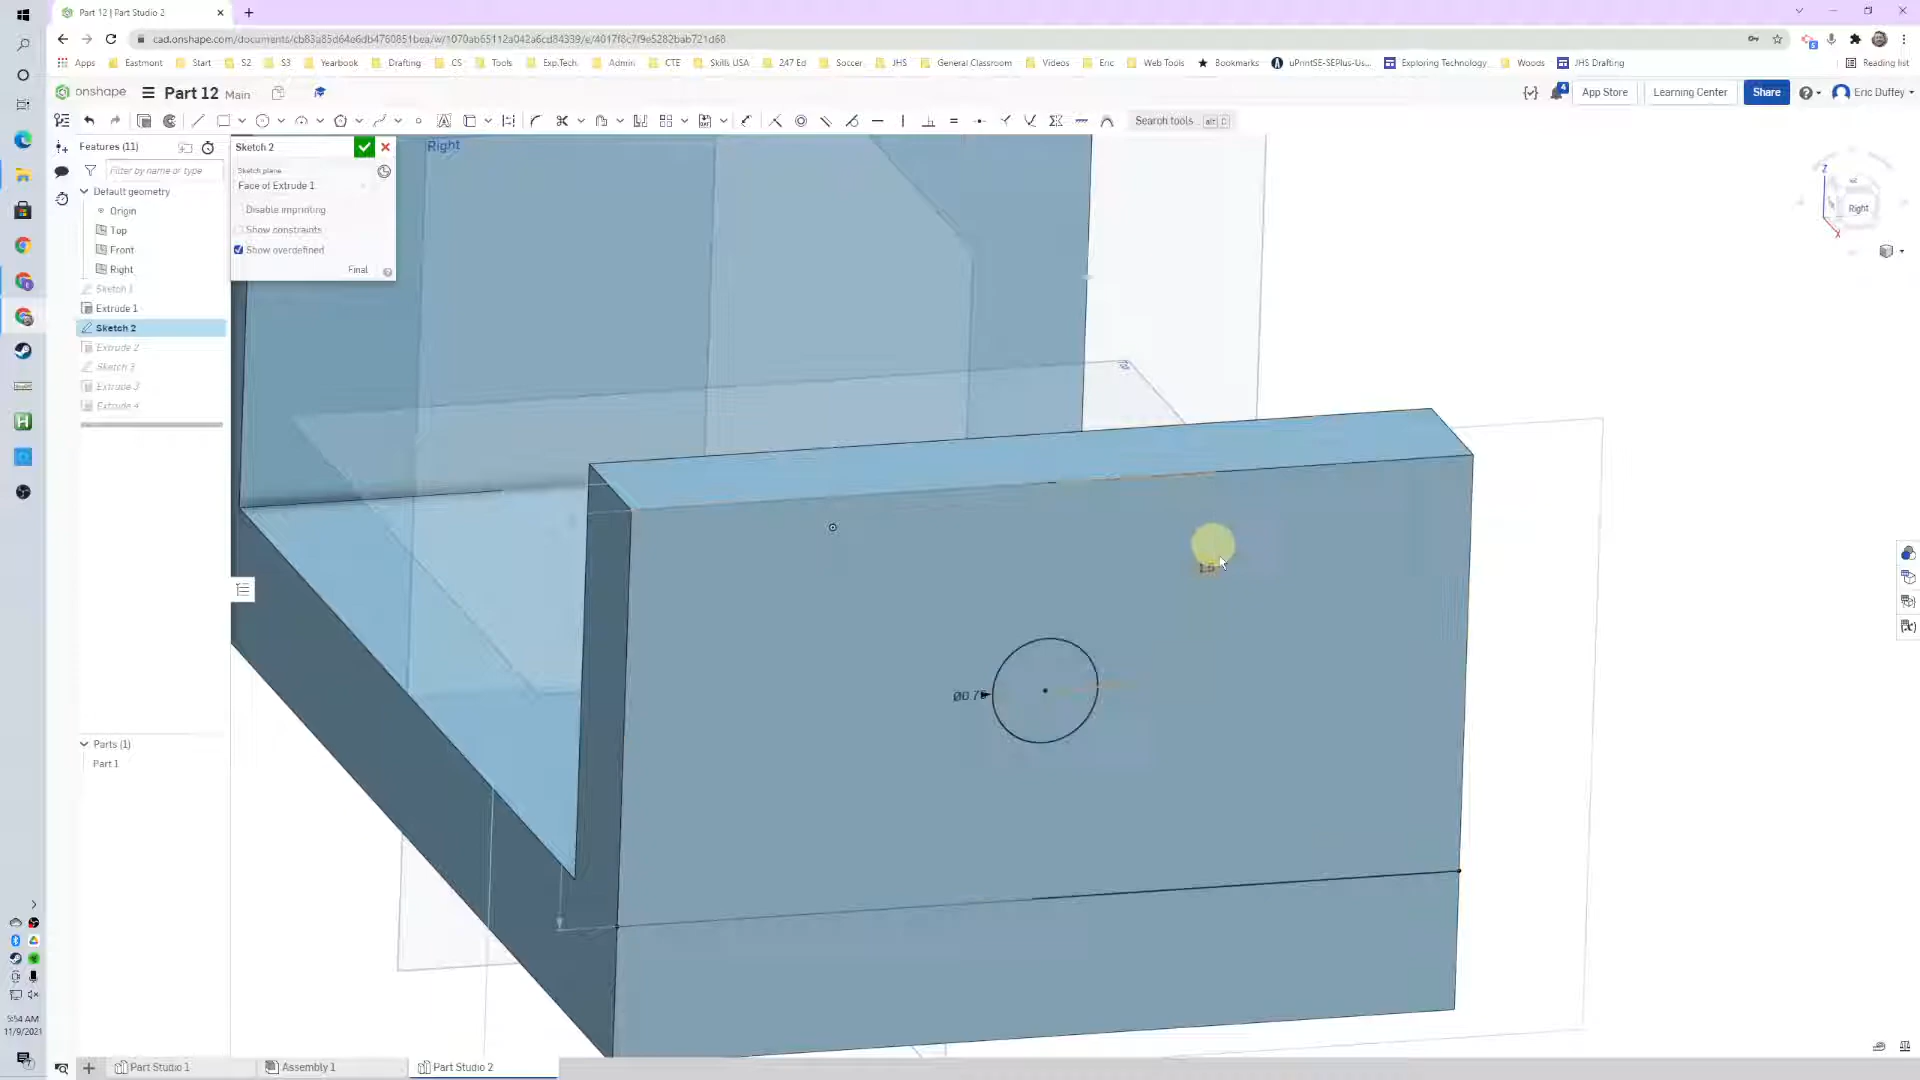 Part 12 | Part Studio 2
cad.onshape.com/documents/cb83a85d64e6db4760851bea/w/1070ab65112a042a6cd84339/e/4017f8c7f9e5282bab721d68
Apps Eastmont Start S2 S3 Yearbook Drafting CS Tools Exp.Tech. Admin CTE Skills USA 247 Ed Soccer JHS General Classroom Videos Eric Web Tools Bookmarks uPrintSE-SEPlus-Us... Exploring Technology... Woods JHS Drafting Reading list
onshape Part 12 Main 4 App Store Learning Center Share Eric Duffey
Search tools... alt C
Features (11)
Filter by name or type
Default geometry
Origin
Top
Front
Right
Sketch 1
Extrude 1
Sketch 2
Extrude 2
Sketch 3
Extrude 3
Extrude 4
Parts (1)
Part 1
Sketch 2
Sketch plane
Face of Extrude 1
Disable imprinting
Show constraints
Show overdefined
Final
Right
Z
Right
X
1.5
Ø0.75
5:54 AM
11/9/2021
Part Studio 1 Assembly 1 Part Studio 2